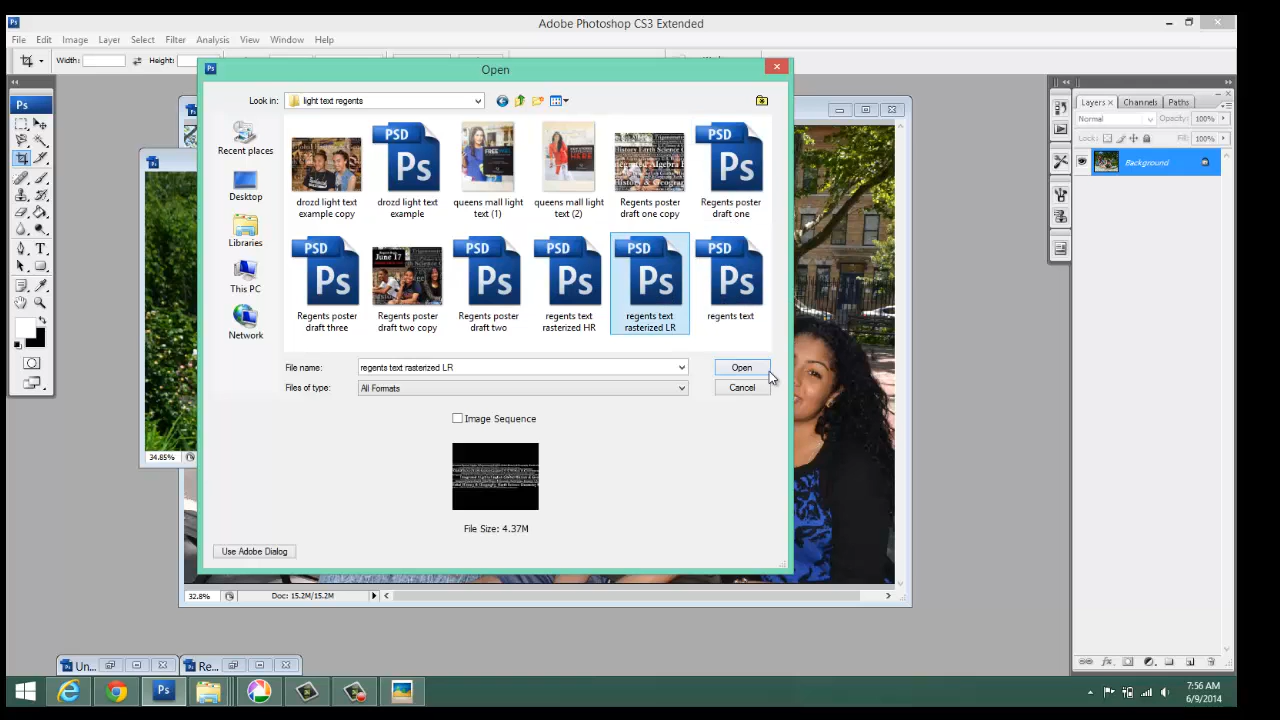 Ps
Adobe Photoshop CS3 Extended
File Edit Image Layer Select Filter Analysis View Window Help
Width: Height:
Ps Open
Look in: light text regents
Recent places
Desktop
Libraries
This PC
Network
drozd light text example copy
PSD Ps drozd light text example
queens mall light text (1)
queens mall light text (2)
Regents poster draft one copy
PSD Ps Regents poster draft one
PSD Ps Regents poster draft three
June 17
Regents poster draft two copy
PSD Ps Regents poster draft two
PSD Ps regents text rasterized HR
PSD Ps regents text rasterized LR
PSD Ps regents text
File name: regents text rasterized LR Open
Files of type: All Formats Cancel
Image Sequence
File Size: 4.37M
Use Adobe Dialog
Ps
34.85%
32.8% Doc: 15.2M/15.2M
Layers × Channels Paths
Normal Opacity: 100%
Lock: Fill: 100%
Background
Un... Re...
Ps
7:56 AM
6/9/2014